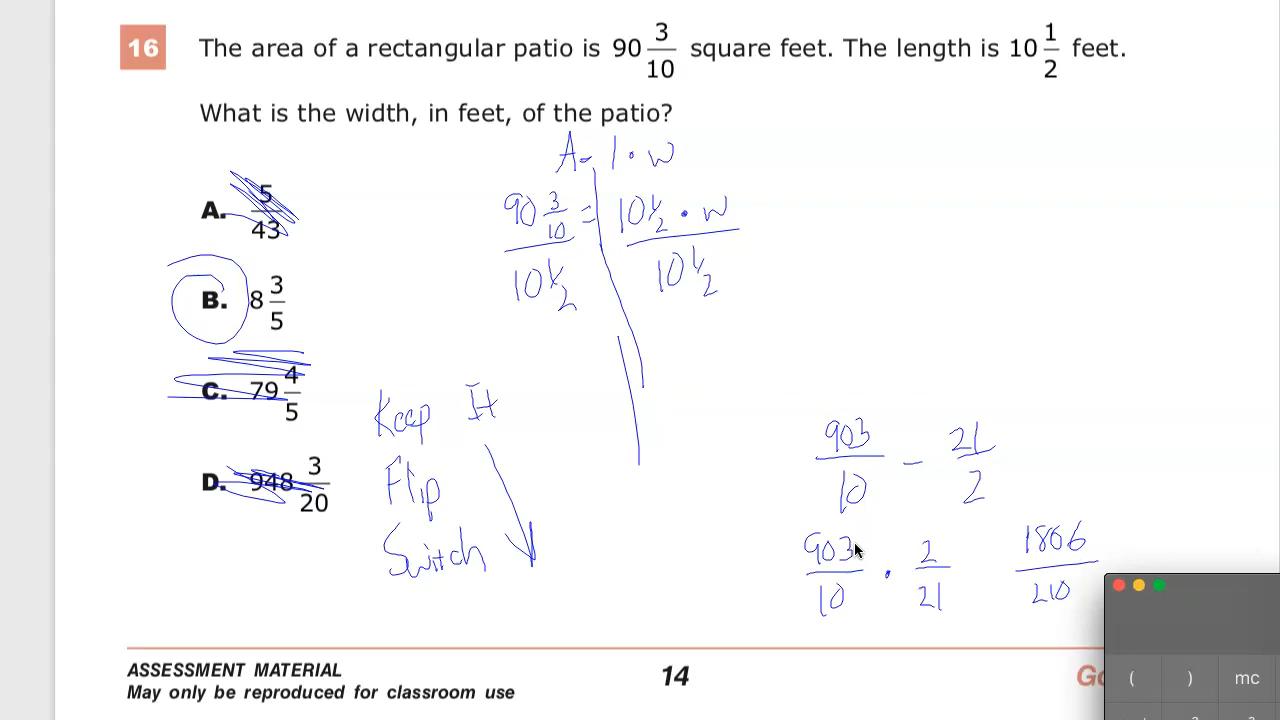 16 The area of a rectangular patio is 90 3/10 square feet. The length is 10 1/2 feet.
What is the width, in feet, of the patio?
A = l · w
A. 5/43
90 3/10 = 10 1/2 · w
10 1/2 10 1/2
B. 8 3/5
C. 79 4/5
Keep It
Flip
Switch
D. 948 3/20
903/10 - 21/2
903/10 · 2/21 1806/210
ASSESSMENT MATERIAL
May only be reproduced for classroom use
14
Go
( ) mc